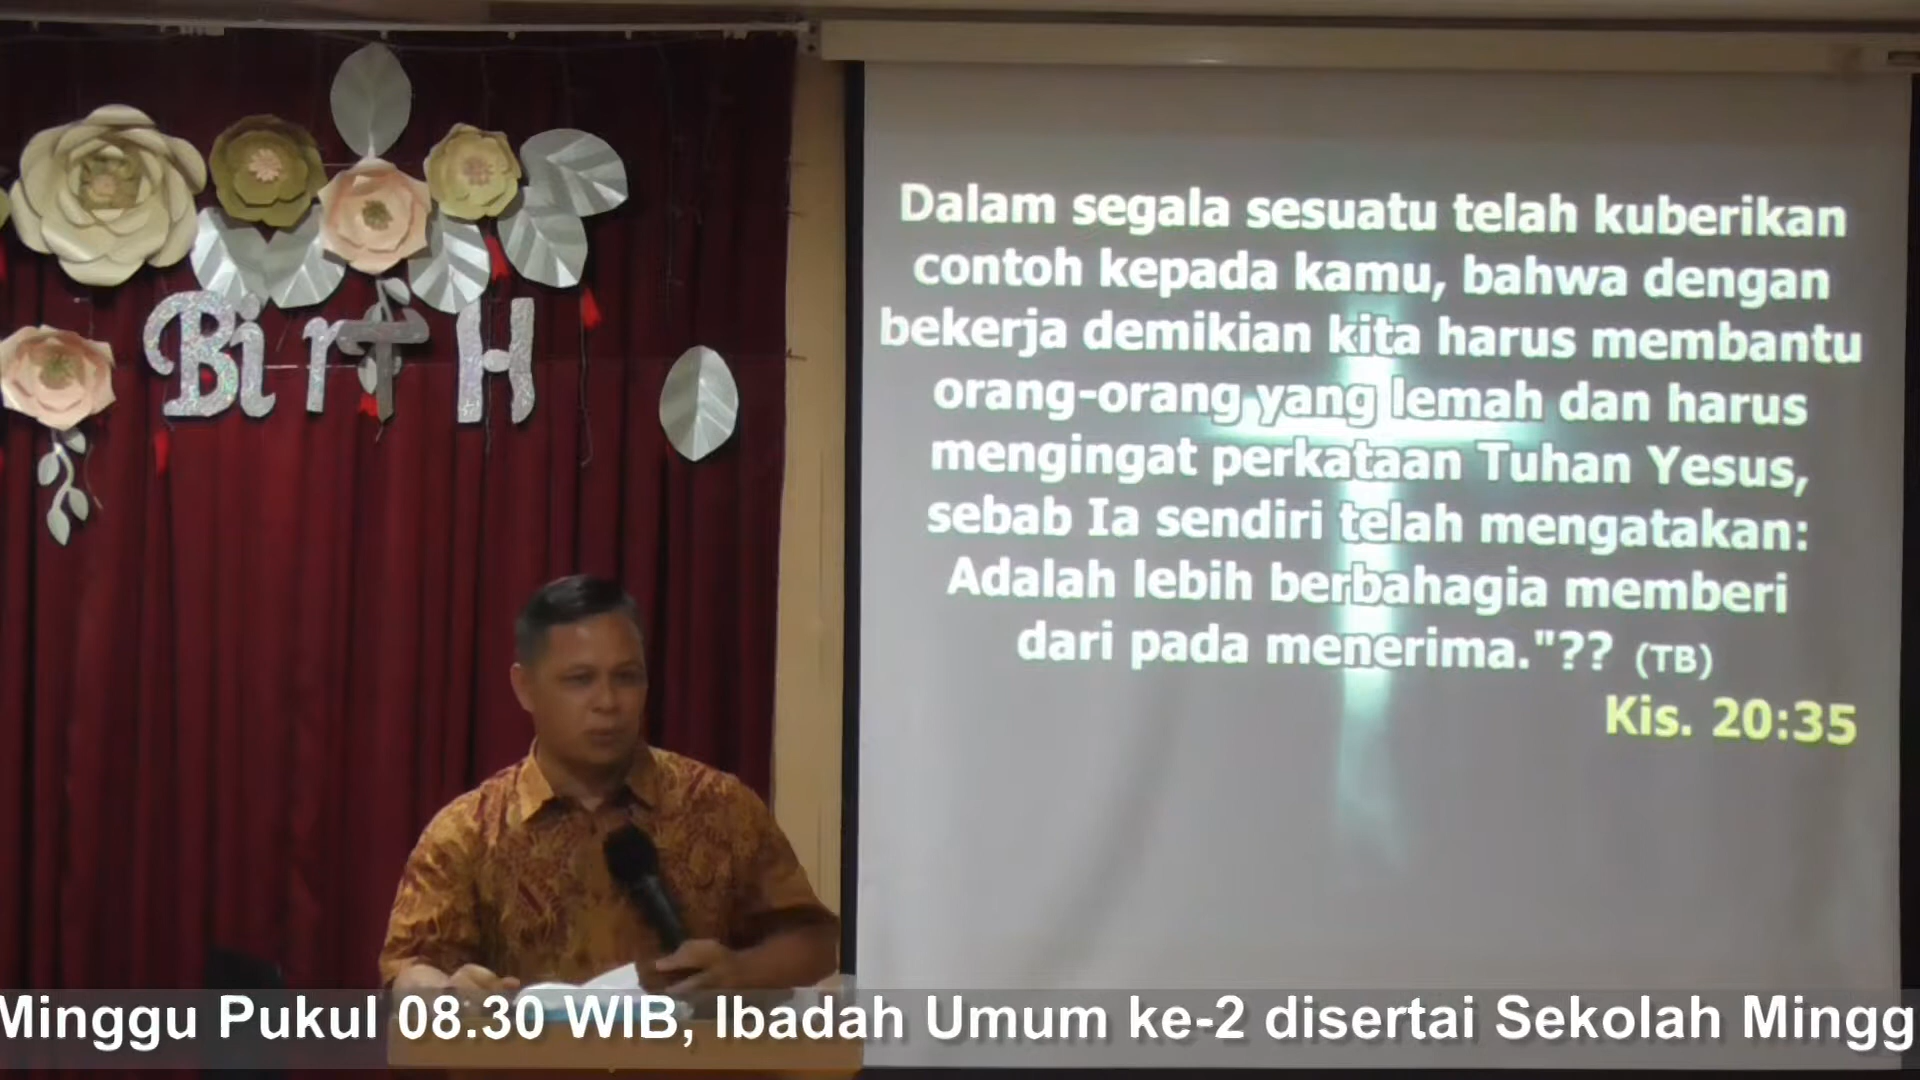 BirTH
Dalam segala sesuatu telah kuberikan
contoh kepada kamu, bahwa dengan
bekerja demikian kita harus membantu
orang-orang yang lemah dan harus
mengingat perkataan Tuhan Yesus,
sebab Ia sendiri telah mengatakan:
Adalah lebih berbahagia memberi
dari pada menerima."?? (TB)
Kis. 20:35
Minggu Pukul 08.30 WIB, Ibadah Umum ke-2 disertai Sekolah Mingg